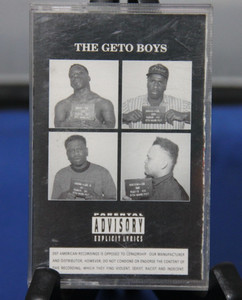 THE GETO BOYS
PARENTAL
ADVISORY
EXPLICIT LYRICS
DEF AMERICAN RECORDINGS IS OPPOSED TO CENSORSHIP. OUR MANUFACTURER
AND DISTRIBUTOR, HOWEVER, DO NOT CONDONE OR ENDORSE THE CONTENT OF
THIS RECORDING, WHICH THEY FIND VIOLENT, SEXIST, RACIST AND INDECENT.